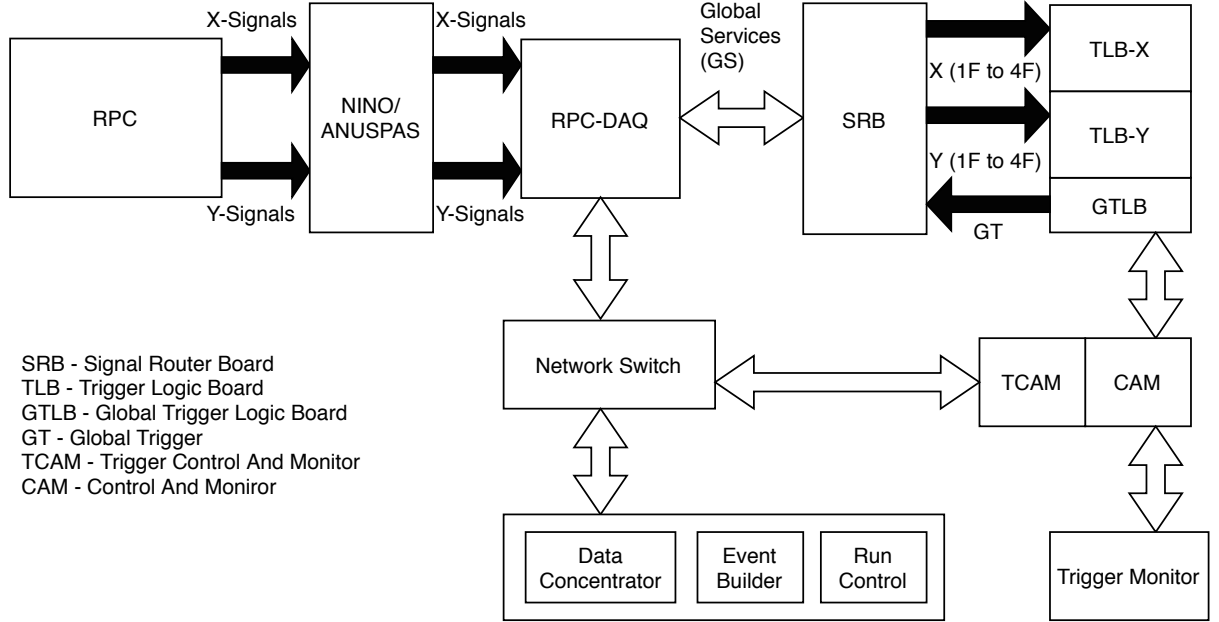 X-Signals
X-Signals
Global
Services
(GS)
RPC
NINO/
ANUSPAS
RPC-DAQ
SRB
TLB-X
X (1F to 4F)
TLB-Y
Y (1F to 4F)
Y-Signals
Y-Signals
GTLB
GT
Network Switch
TCAM
CAM
SRB - Signal Router Board
TLB - Trigger Logic Board
GTLB - Global Trigger Logic Board
GT - Global Trigger
TCAM - Trigger Control And Monitor
CAM - Control And Moniror
Data
Concentrator
Event
Builder
Run
Control
Trigger Monitor